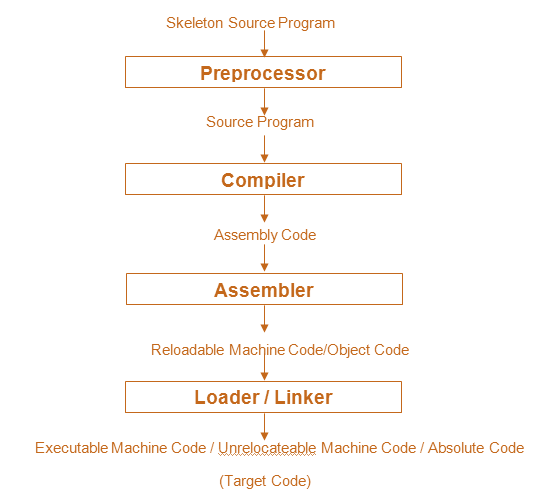 Skeleton Source Program
Preprocessor
Source Program
Compiler
Assembly Code
Assembler
Reloadable Machine Code/Object Code
Loader / Linker
Executable Machine Code / Unrelocateable Machine Code / Absolute Code
(Target Code)